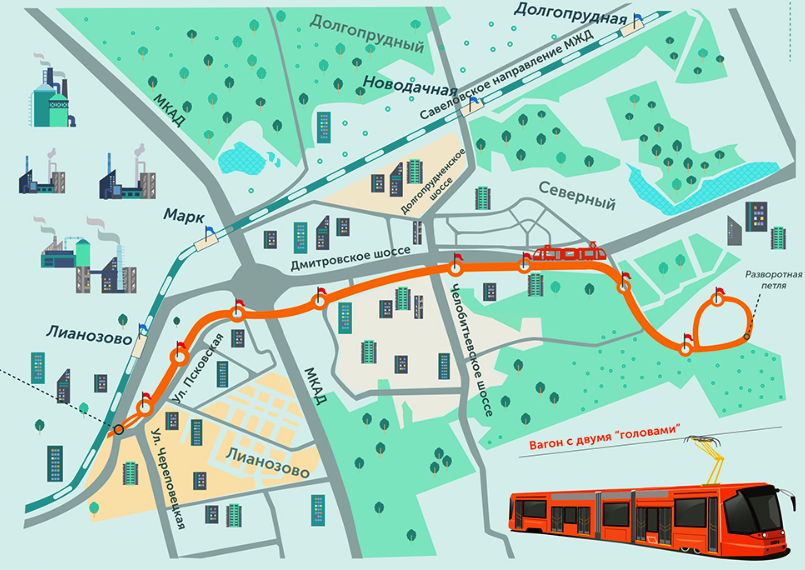 Долгопрудная
Долгопрудный
Савеловское направление МЖД
Новодачная
МКАД
Долгопрудненское
шоссе
Северный
Марк
Дмитровское шоссе
Разворотная
петля
Лианозово
Челобитьевское шоссе
Ул. Псковская
МКАД
Ул. Череповецкая
Лианозово
Вагон с двумя "головами"